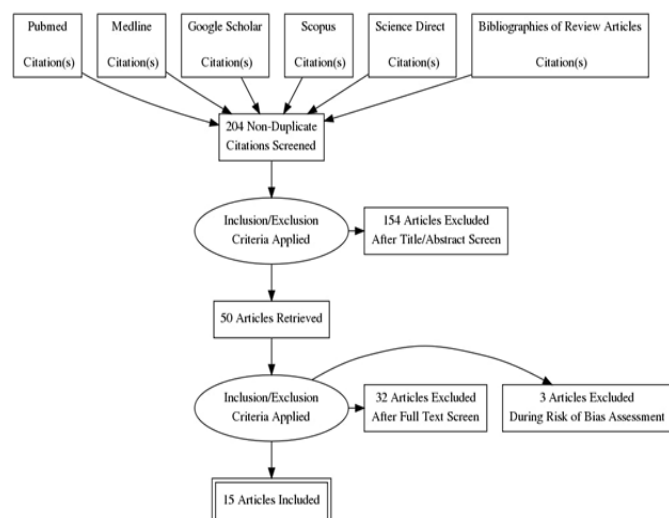 Pubmed
Citation(s)
Medline
Citation(s)
Google Scholar
Citation(s)
Scopus
Citation(s)
Science Direct
Citation(s)
Bibliographies of Review Articles
Citation(s)
204 Non-Duplicate
Citations Screened
Inclusion/Exclusion
Criteria Applied
154 Articles Excluded
After Title/Abstract Screen
50 Articles Retrieved
Inclusion/Exclusion
Criteria Applied
32 Articles Excluded
After Full Text Screen
3 Articles Excluded
During Risk of Bias Assessment
15 Articles Included